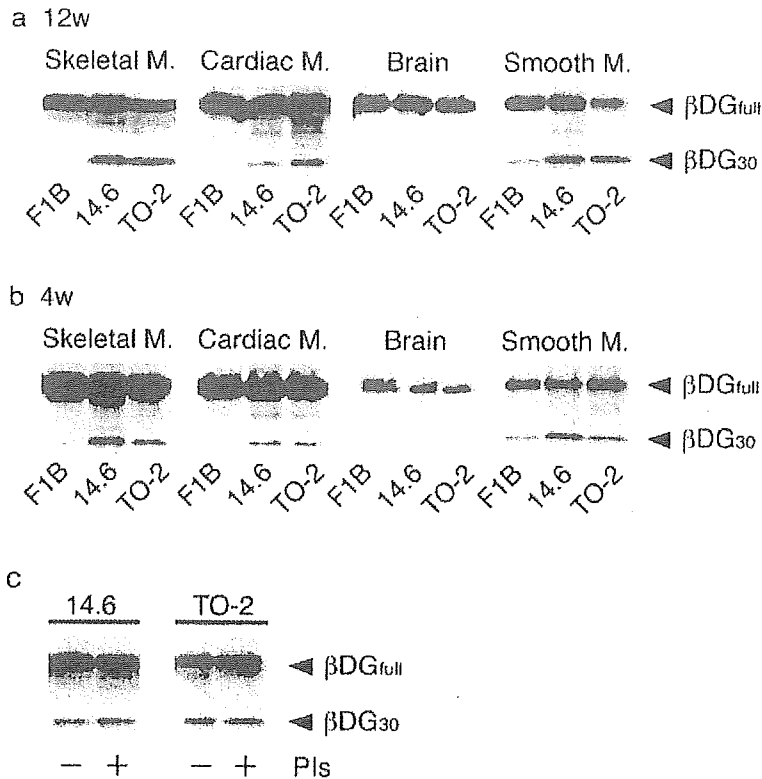 a 12w
Skeletal M. Cardiac M. Brain Smooth M.
βDGfull
βDG30
F1B 14.6 TO-2 F1B 14.6 TO-2 F1B 14.6 TO-2 F1B 14.6 TO-2
b 4w
Skeletal M. Cardiac M. Brain Smooth M.
βDGfull
βDG30
F1B 14.6 TO-2 F1B 14.6 TO-2 F1B 14.6 TO-2 F1B 14.6 TO-2
c
14.6 TO-2
βDGfull
βDG30
− + − + PIs